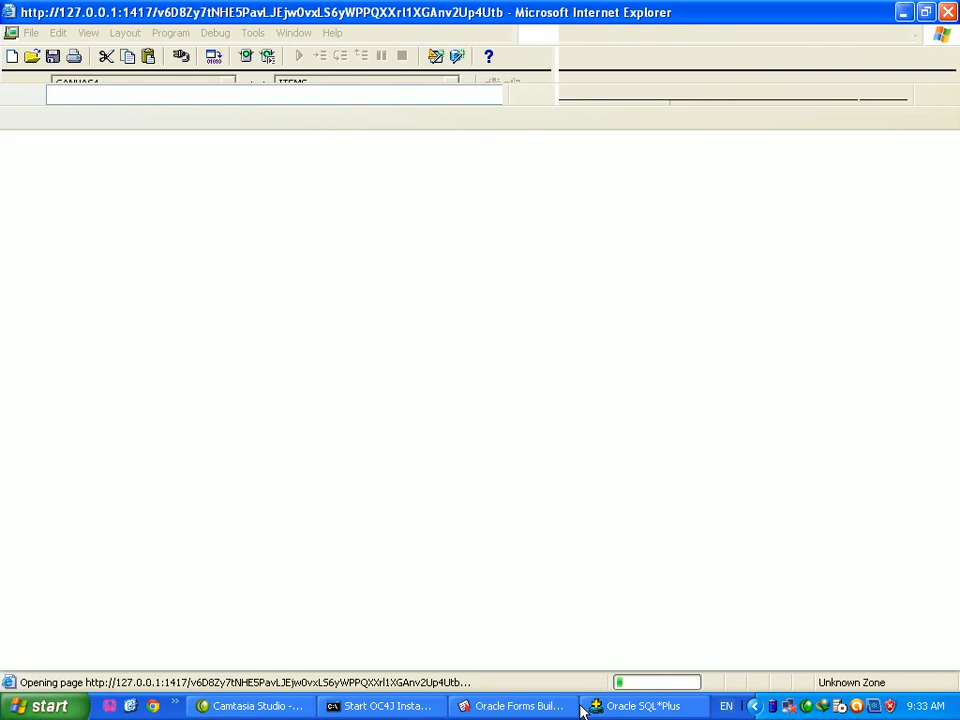 http://127.0.0.1:1417/v6D8Zy7tNHE5PavLJEjw0vxLS6yWPPQXXrl1XGAnv2Up4Utb - Microsoft Internet Explorer
File Edit View Layout Program Debug Tools Window Help
CANVAS4 ITEMS
Opening page http://127.0.0.1:1417/v6D8Zy7tNHE5PavLJEjw0vxLS6yWPPQXXrl1XGAnv2Up4Utb... Unknown Zone
start Camtasia Studio -... Start OC4J Insta... Oracle Forms Buil... Oracle SQL*Plus EN 9:33 AM